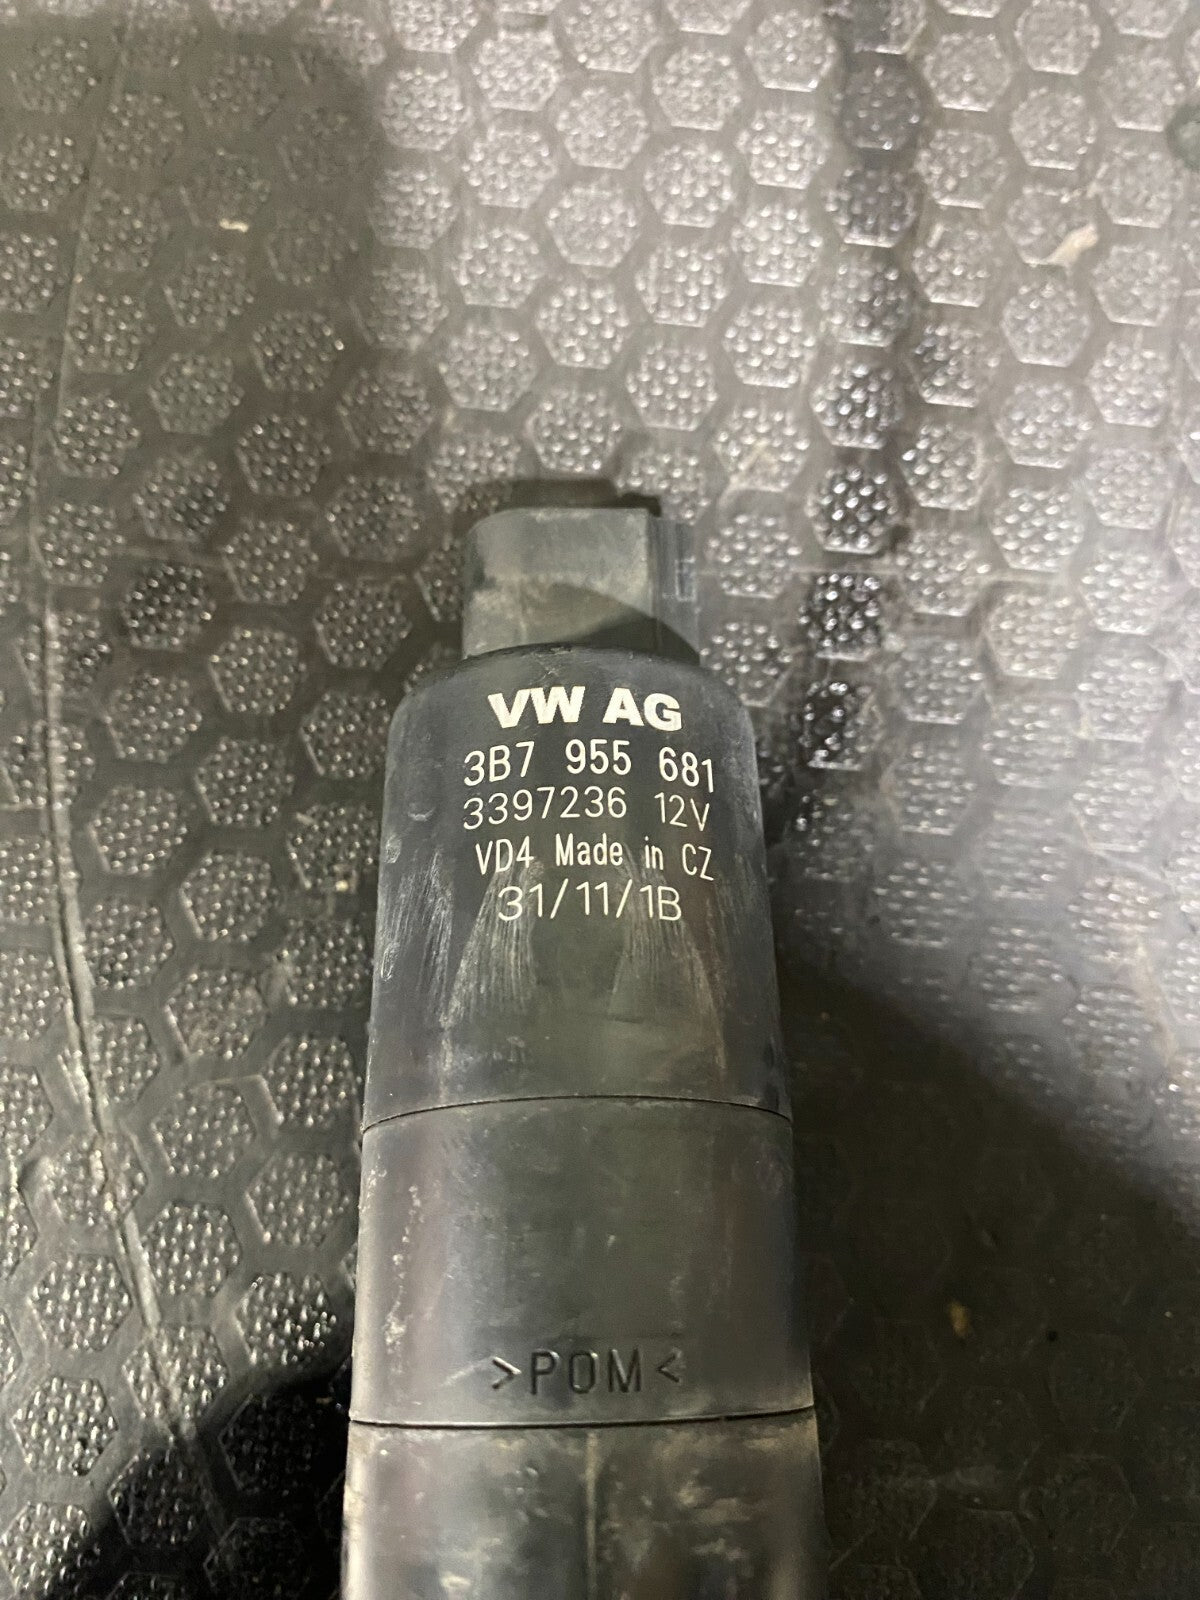 VW AG
3B7 955 681
3397236 12V
VD4 Made in CZ
31/11/1B
>POM<